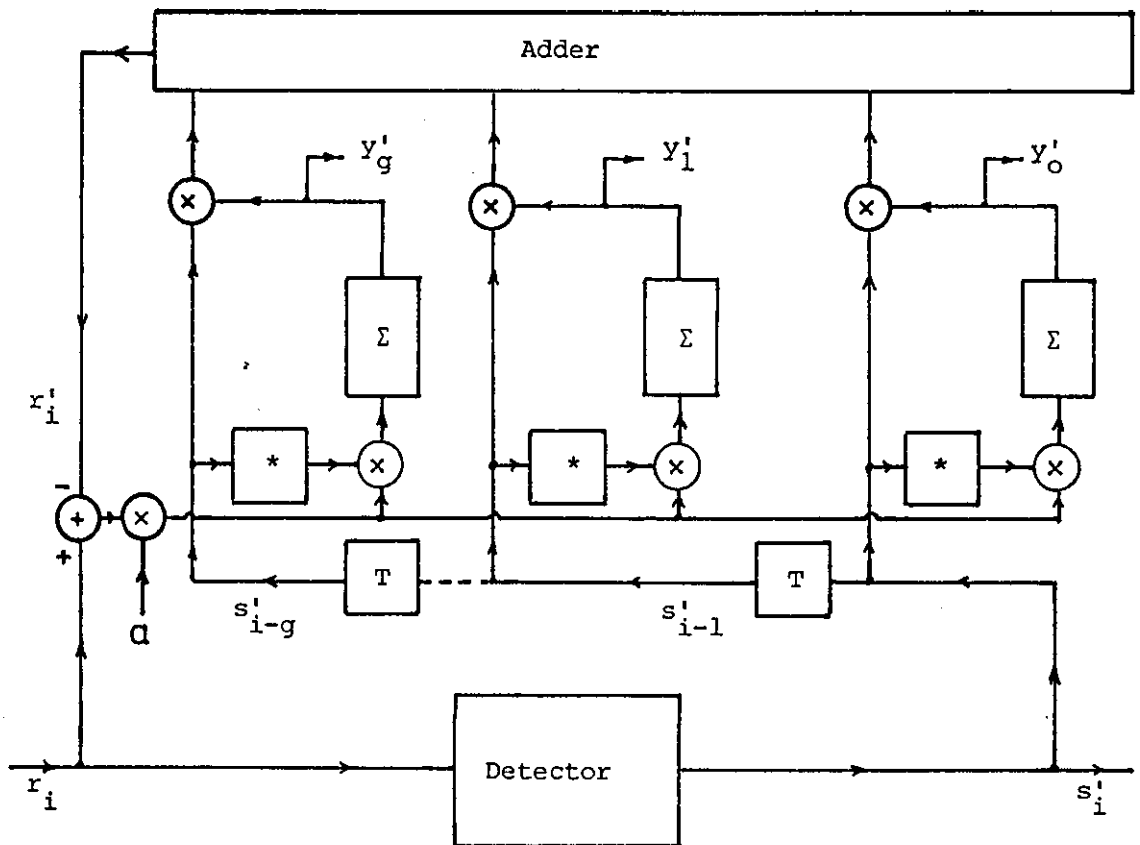 Adder
y'g y'1 y'o
× × ×
Σ Σ Σ
r'i
* × * × * ×
-
+ ×
+
T T
s'i-g s'i-1
a
Detector
ri s'i